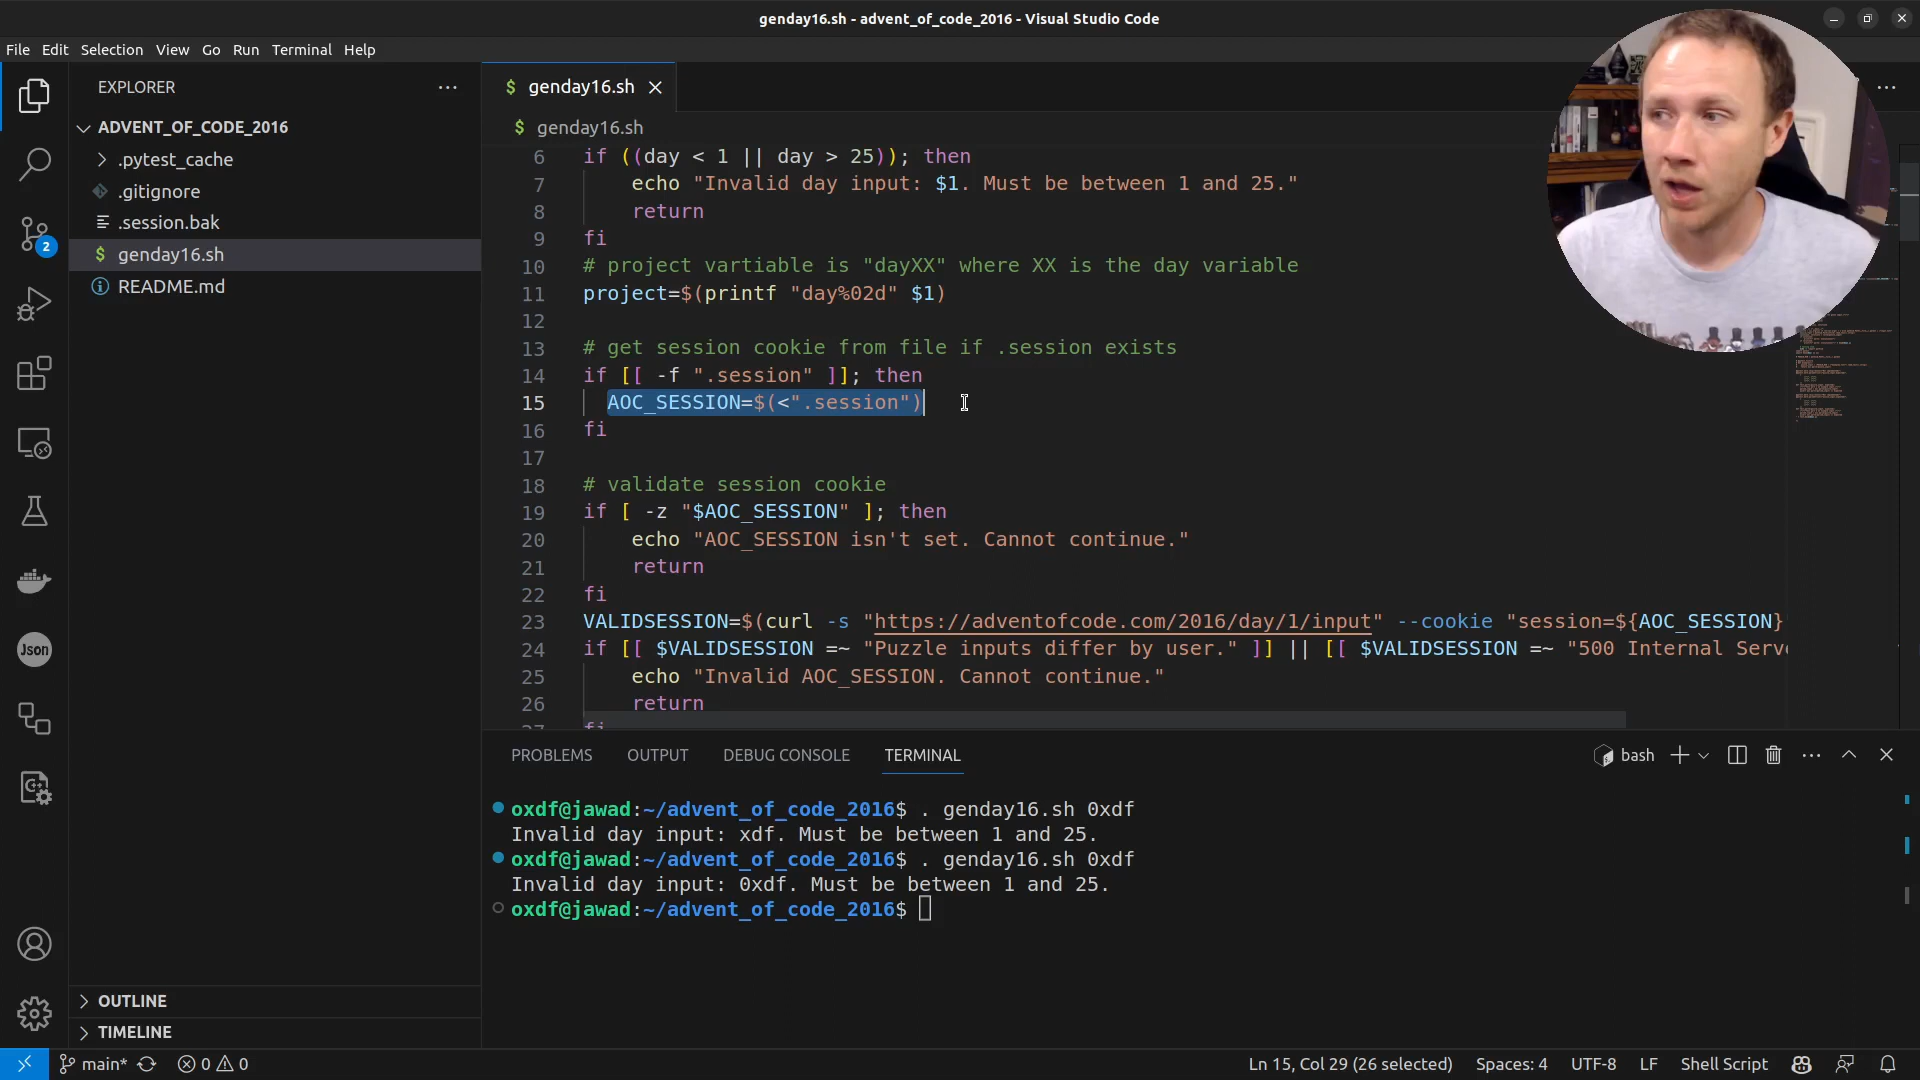 genday16.sh - advent_of_code_2016 - Visual Studio Code
File Edit Selection View Go Run Terminal Help
EXPLORER
ADVENT_OF_CODE_2016
.pytest_cache
.gitignore
.session.bak
genday16.sh
README.md
OUTLINE
TIMELINE
2
Json
genday16.sh
genday16.sh
6 if ((day < 1 || day > 25)); then
7 echo "Invalid day input: $1. Must be between 1 and 25."
8 return
9 fi
10 # project vartiable is "dayXX" where XX is the day variable
11 project=$(printf "day%02d" $1)
12
13 # get session cookie from file if .session exists
14 if [[ -f ".session" ]]; then
15 AOC_SESSION=$(<".session")
16 fi
17
18 # validate session cookie
19 if [ -z "$AOC_SESSION" ]; then
20 echo "AOC_SESSION isn't set. Cannot continue."
21 return
22 fi
23 VALIDSESSION=$(curl -s "https://adventofcode.com/2016/day/1/input" --cookie "session=${AOC_SESSION}
24 if [[ $VALIDSESSION =~ "Puzzle inputs differ by user." ]] || [[ $VALIDSESSION =~ "500 Internal Serve
25 echo "Invalid AOC_SESSION. Cannot continue."
26 return
27 fi
PROBLEMS OUTPUT DEBUG CONSOLE TERMINAL bash
oxdf@jawad:~/advent_of_code_2016$ . genday16.sh 0xdf
Invalid day input: xdf. Must be between 1 and 25.
oxdf@jawad:~/advent_of_code_2016$ . genday16.sh 0xdf
Invalid day input: 0xdf. Must be between 1 and 25.
oxdf@jawad:~/advent_of_code_2016$
main* 0 0 Ln 15, Col 29 (26 selected) Spaces: 4 UTF-8 LF Shell Script